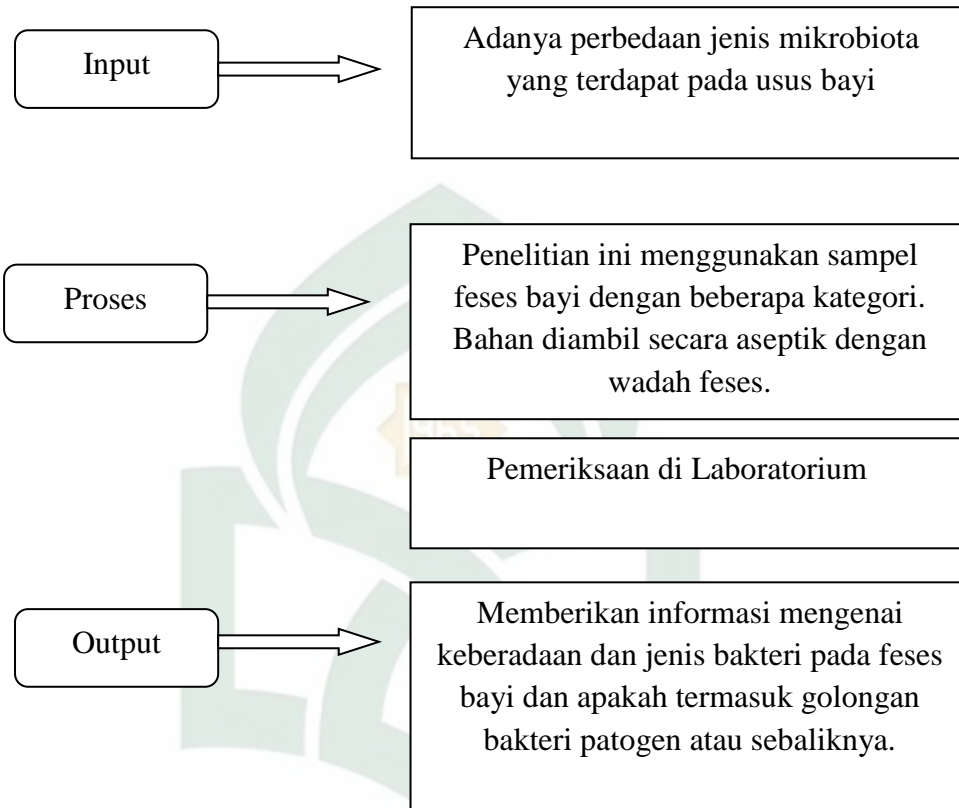 Input
Adanya perbedaan jenis mikrobiota
yang terdapat pada usus bayi
Proses
Penelitian ini menggunakan sampel
feses bayi dengan beberapa kategori.
Bahan diambil secara aseptik dengan
wadah feses.
1965
Pemeriksaan di Laboratorium
Output
Memberikan informasi mengenai
keberadaan dan jenis bakteri pada feses
bayi dan apakah termasuk golongan
bakteri patogen atau sebaliknya.